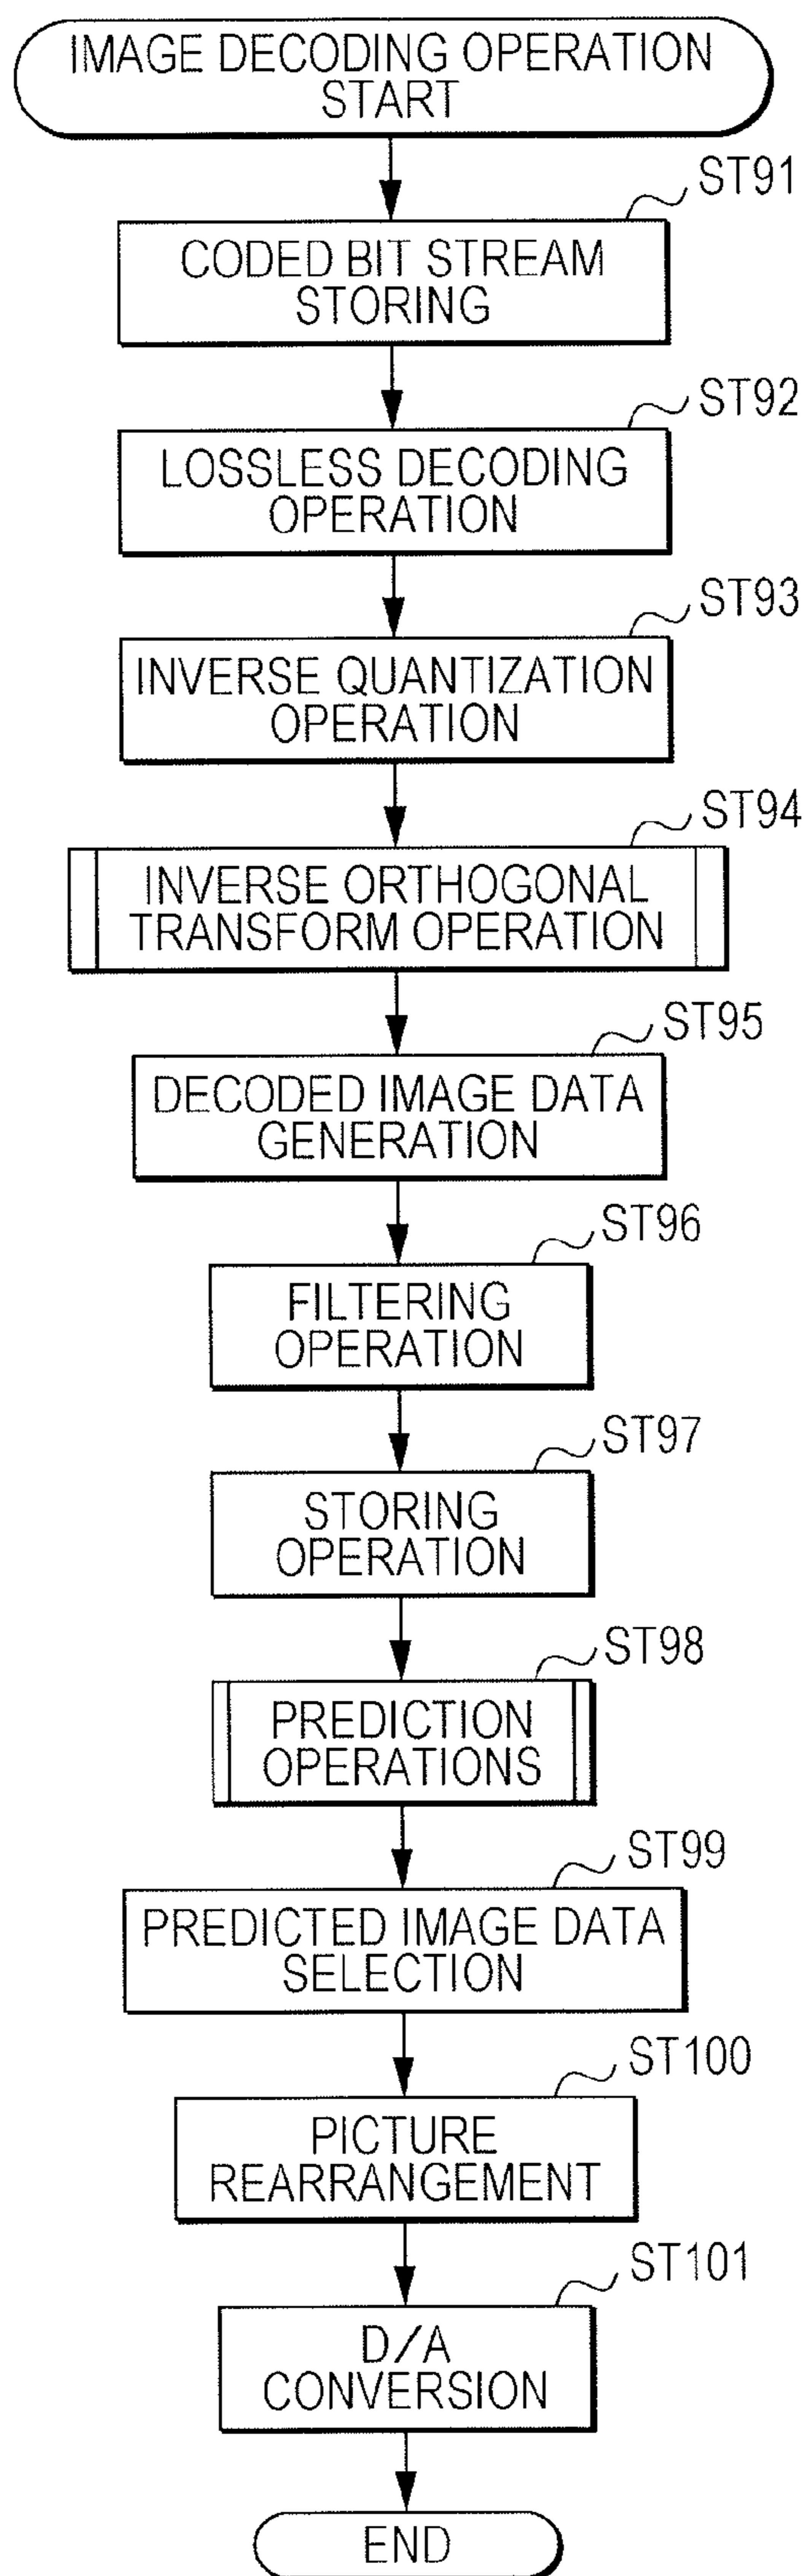 IMAGE DECODING OPERATION
START
ST91
CODED BIT STREAM
STORING
ST92
LOSSLESS DECODING
OPERATION
ST93
INVERSE QUANTIZATION
OPERATION
ST94
INVERSE ORTHOGONAL
TRANSFORM OPERATION
ST95
DECODED IMAGE DATA
GENERATION
ST96
FILTERING
OPERATION
ST97
STORING
OPERATION
ST98
PREDICTION
OPERATIONS
ST99
PREDICTED IMAGE DATA
SELECTION
ST100
PICTURE
REARRANGEMENT
ST101
D/A
CONVERSION
END